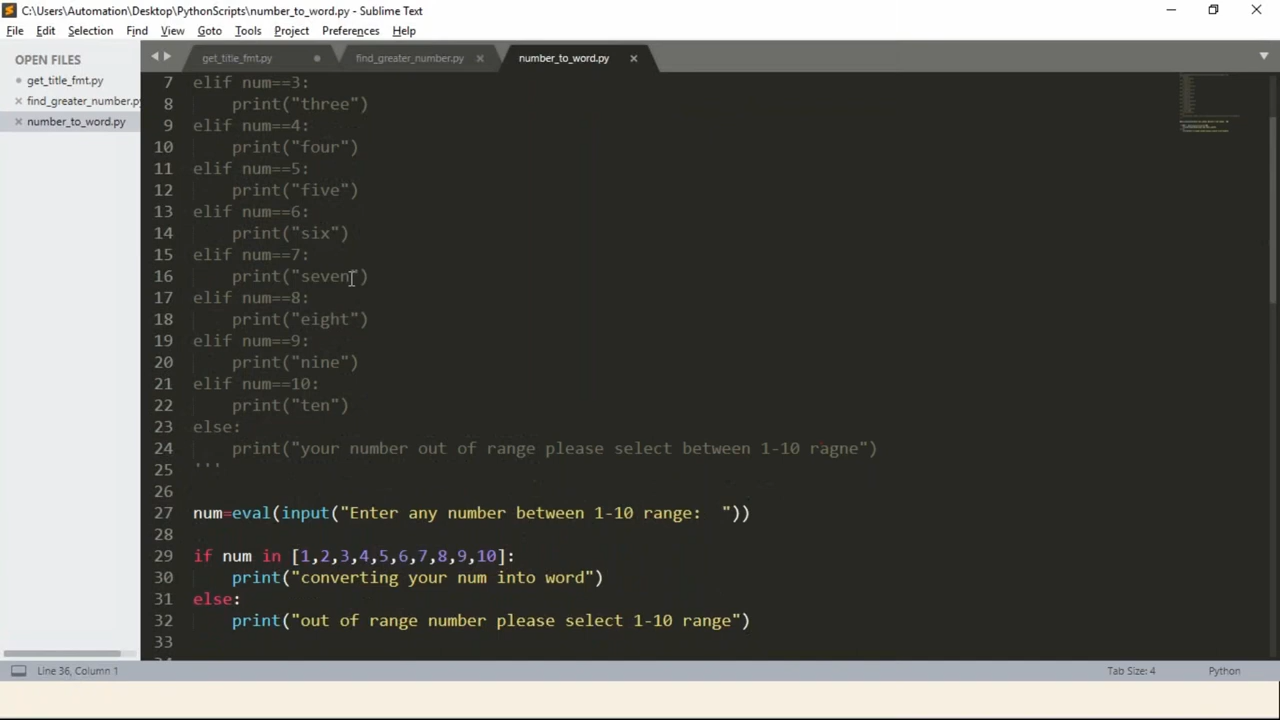 C:\Users\Automation\Desktop\PythonScripts\number_to_word.py - Sublime Text
File Edit Selection Find View Goto Tools Project Preferences Help
OPEN FILES
get_title_fmt.py
find_greater_number.py
number_to_word.py
get_title_fmt.py find_greater_number.py number_to_word.py
7 elif num==3:
8 print("three")
9 elif num==4:
10 print("four")
11 elif num==5:
12 print("five")
13 elif num==6:
14 print("six")
15 elif num==7:
16 print("seven")
17 elif num==8:
18 print("eight")
19 elif num==9:
20 print("nine")
21 elif num==10:
22 print("ten")
23 else:
24 print("your number out of range please select between 1-10 ragne")
25 '''
26
27 num=eval(input("Enter any number between 1-10 range:  "))
28
29 if num in [1,2,3,4,5,6,7,8,9,10]:
30 print("converting your num into word")
31 else:
32 print("out of range number please select 1-10 range")
33
Line 36, Column 1 Tab Size: 4 Python